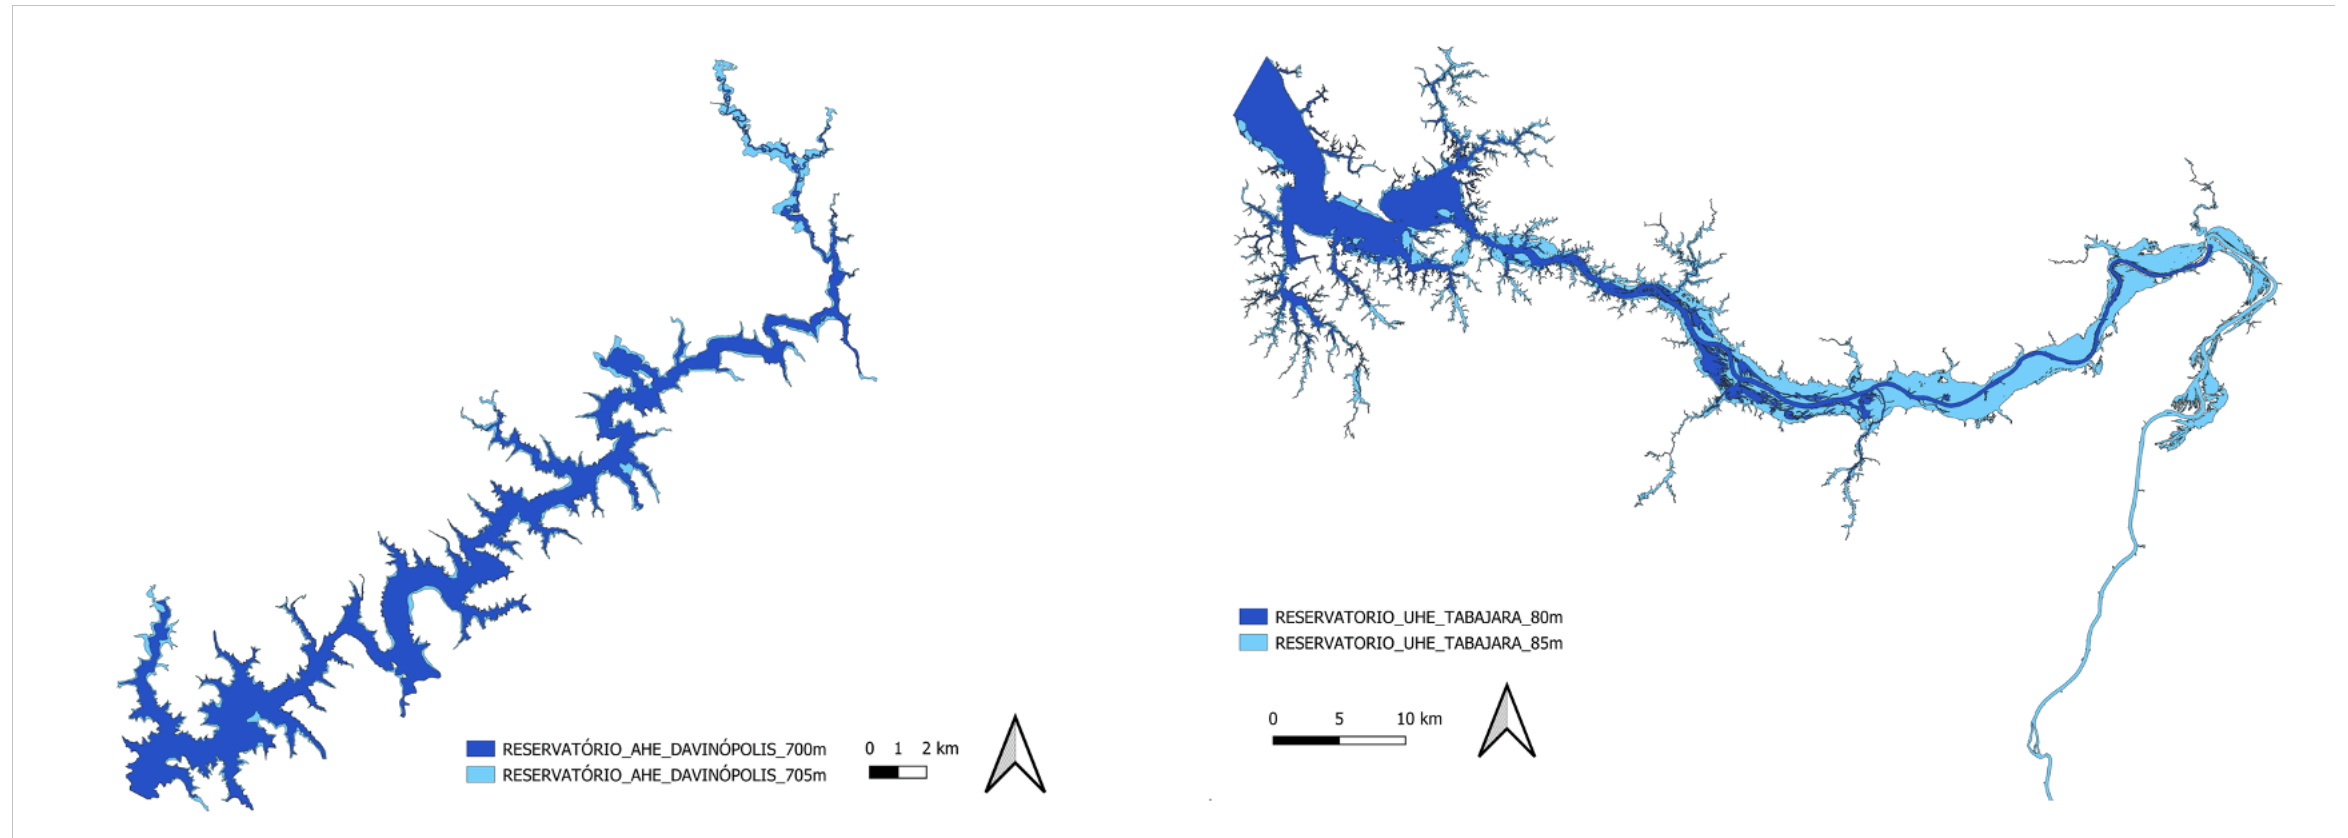 RESERVATÓRIO_AHE_DAVINÓPOLIS_700m
RESERVATÓRIO_AHE_DAVINÓPOLIS_705m
0 1 2 km
RESERVATORIO_UHE_TABAJARA_80m
RESERVATORIO_UHE_TABAJARA_85m
0 5 10 km